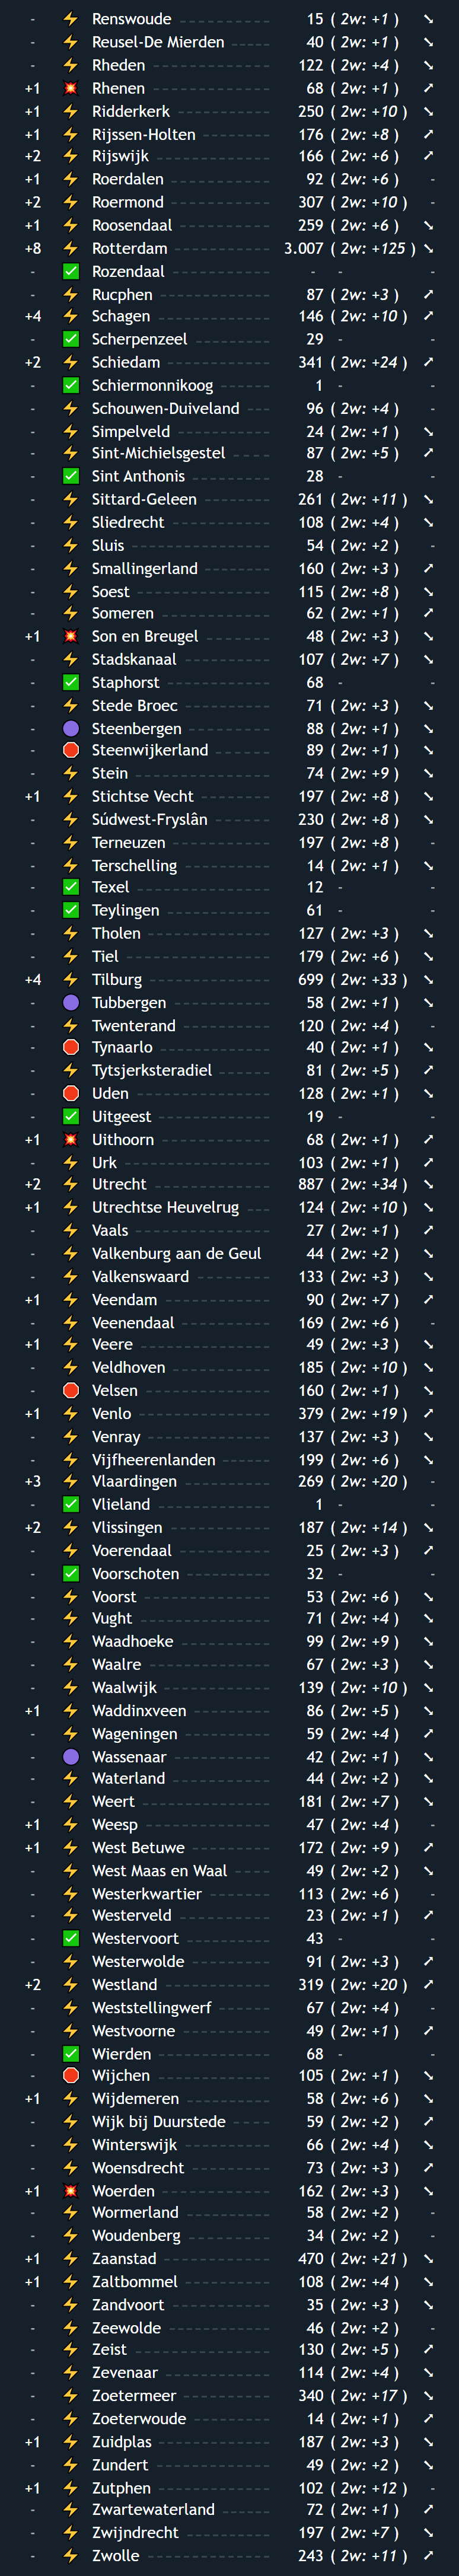 - ⚡ Renswoude 15 ( 2w: +1 ) ↘
- ⚡ Reusel-De Mierden 40 ( 2w: +1 ) ↘
- ⚡ Rheden 122 ( 2w: +4 ) ↘
+1 💥 Rhenen 68 ( 2w: +1 ) ↗
+1 ⚡ Ridderkerk 250 ( 2w: +10 ) ↘
+1 ⚡ Rijssen-Holten 176 ( 2w: +8 ) ↗
+2 ⚡ Rijswijk 166 ( 2w: +6 ) ↗
+1 ⚡ Roerdalen 92 ( 2w: +6 ) -
+2 ⚡ Roermond 307 ( 2w: +10 ) -
+1 ⚡ Roosendaal 259 ( 2w: +6 ) ↘
+8 ⚡ Rotterdam 3.007 ( 2w: +125 ) ↘
- ✅ Rozendaal - - -
- ⚡ Rucphen 87 ( 2w: +3 ) ↗
+4 ⚡ Schagen 146 ( 2w: +10 ) ↗
- ✅ Scherpenzeel 29 - -
+2 ⚡ Schiedam 341 ( 2w: +24 ) ↗
- ✅ Schiermonnikoog 1 - -
- ⚡ Schouwen-Duiveland 96 ( 2w: +4 ) -
- ⚡ Simpelveld 24 ( 2w: +1 ) ↘
- ⚡ Sint-Michielsgestel 87 ( 2w: +5 ) ↗
- ✅ Sint Anthonis 28 - -
- ⚡ Sittard-Geleen 261 ( 2w: +11 ) ↘
- ⚡ Sliedrecht 108 ( 2w: +4 ) ↘
- ⚡ Sluis 54 ( 2w: +2 ) -
- ⚡ Smallingerland 160 ( 2w: +3 ) ↗
- ⚡ Soest 115 ( 2w: +8 ) ↘
- ⚡ Someren 62 ( 2w: +1 ) ↗
+1 💥 Son en Breugel 48 ( 2w: +3 ) ↘
- ⚡ Stadskanaal 107 ( 2w: +7 ) ↘
- ✅ Staphorst 68 - -
- ⚡ Stede Broec 71 ( 2w: +3 ) ↘
- 🟣 Steenbergen 88 ( 2w: +1 ) ↘
- 🛑 Steenwijkerland 89 ( 2w: +1 ) ↘
- ⚡ Stein 74 ( 2w: +9 ) ↘
+1 ⚡ Stichtse Vecht 197 ( 2w: +8 ) ↘
- ⚡ Súdwest-Fryslân 230 ( 2w: +8 ) ↘
- ⚡ Terneuzen 197 ( 2w: +8 ) -
- ⚡ Terschelling 14 ( 2w: +1 ) ↘
- ✅ Texel 12 - -
- ✅ Teylingen 61 - -
- ⚡ Tholen 127 ( 2w: +3 ) ↘
- ⚡ Tiel 179 ( 2w: +6 ) ↘
+4 ⚡ Tilburg 699 ( 2w: +33 ) ↘
- 🟣 Tubbergen 58 ( 2w: +1 ) ↘
- ⚡ Twenterand 120 ( 2w: +4 ) -
- 🛑 Tynaarlo 40 ( 2w: +1 ) ↘
- ⚡ Tytsjerksteradiel 81 ( 2w: +5 ) ↗
- 🛑 Uden 128 ( 2w: +1 ) ↘
- ✅ Uitgeest 19 - -
+1 💥 Uithoorn 68 ( 2w: +1 ) ↗
- ⚡ Urk 103 ( 2w: +1 ) ↗
+2 ⚡ Utrecht 887 ( 2w: +34 ) ↘
+1 ⚡ Utrechtse Heuvelrug 124 ( 2w: +10 ) ↘
- ⚡ Vaals 27 ( 2w: +1 ) ↗
- ⚡ Valkenburg aan de Geul 44 ( 2w: +2 ) ↘
- ⚡ Valkenswaard 133 ( 2w: +3 ) ↘
+1 ⚡ Veendam 90 ( 2w: +7 ) ↗
- ⚡ Veenendaal 169 ( 2w: +6 ) -
+1 ⚡ Veere 49 ( 2w: +3 ) ↘
- ⚡ Veldhoven 185 ( 2w: +10 ) ↘
- 🛑 Velsen 160 ( 2w: +1 ) ↘
+1 ⚡ Venlo 379 ( 2w: +19 ) ↗
- ⚡ Venray 137 ( 2w: +3 ) ↘
- ⚡ Vijfheerenlanden 199 ( 2w: +6 ) ↘
+3 ⚡ Vlaardingen 269 ( 2w: +20 ) -
- ✅ Vlieland 1 - -
+2 ⚡ Vlissingen 187 ( 2w: +14 ) ↘
- ⚡ Voerendaal 25 ( 2w: +3 ) ↗
- ✅ Voorschoten 32 - -
- ⚡ Voorst 53 ( 2w: +6 ) ↘
- ⚡ Vught 71 ( 2w: +4 ) ↘
- ⚡ Waadhoeke 99 ( 2w: +9 ) ↘
- ⚡ Waalre 67 ( 2w: +3 ) ↘
- ⚡ Waalwijk 139 ( 2w: +10 ) ↘
+1 ⚡ Waddinxveen 86 ( 2w: +5 ) ↘
- ⚡ Wageningen 59 ( 2w: +4 ) ↗
- 🟣 Wassenaar 42 ( 2w: +1 ) ↘
- ⚡ Waterland 44 ( 2w: +2 ) ↘
- ⚡ Weert 181 ( 2w: +7 ) ↘
+1 ⚡ Weesp 47 ( 2w: +4 ) -
+1 ⚡ West Betuwe 172 ( 2w: +9 ) ↗
- ⚡ West Maas en Waal 49 ( 2w: +2 ) ↘
- ⚡ Westerkwartier 113 ( 2w: +6 ) -
- ⚡ Westerveld 23 ( 2w: +1 ) ↗
- ✅ Westervoort 43 - -
- ⚡ Westerwolde 91 ( 2w: +3 ) ↗
+2 ⚡ Westland 319 ( 2w: +20 ) ↗
- ⚡ Weststellingwerf 67 ( 2w: +4 ) -
- ⚡ Westvoorne 49 ( 2w: +1 ) ↗
- ✅ Wierden 68 - -
- 🛑 Wijchen 105 ( 2w: +1 ) ↘
+1 ⚡ Wijdemeren 58 ( 2w: +6 ) ↘
- ⚡ Wijk bij Duurstede 59 ( 2w: +2 ) ↗
- ⚡ Winterswijk 66 ( 2w: +4 ) ↘
- ⚡ Woensdrecht 73 ( 2w: +3 ) ↗
+1 💥 Woerden 162 ( 2w: +3 ) ↘
- ⚡ Wormerland 58 ( 2w: +2 ) -
- ⚡ Woudenberg 34 ( 2w: +2 ) -
+1 ⚡ Zaanstad 470 ( 2w: +21 ) ↘
+1 ⚡ Zaltbommel 108 ( 2w: +4 ) ↘
- ⚡ Zandvoort 35 ( 2w: +3 ) ↘
- ⚡ Zeewolde 46 ( 2w: +2 ) -
- ⚡ Zeist 130 ( 2w: +5 ) ↗
- ⚡ Zevenaar 114 ( 2w: +4 ) ↘
- ⚡ Zoetermeer 340 ( 2w: +17 ) ↘
- ⚡ Zoeterwoude 14 ( 2w: +1 ) ↗
+1 ⚡ Zuidplas 187 ( 2w: +3 ) ↘
- ⚡ Zundert 49 ( 2w: +2 ) ↘
+1 ⚡ Zutphen 102 ( 2w: +12 ) -
- ⚡ Zwartewaterland 72 ( 2w: +1 ) ↗
- ⚡ Zwijndrecht 197 ( 2w: +7 ) ↘
- ⚡ Zwolle 243 ( 2w: +11 ) ↗